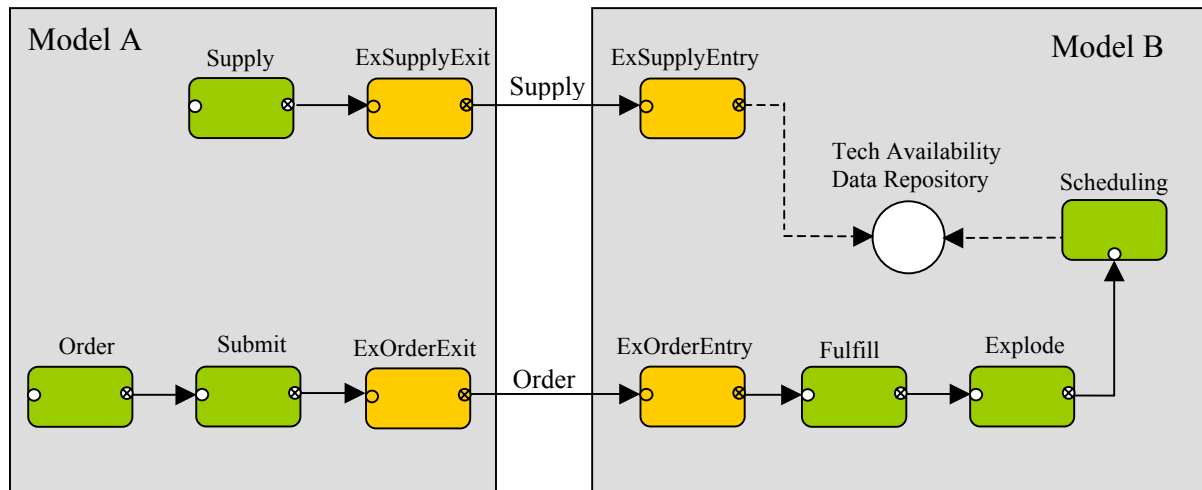 Model A
Model B
Supply
ExSupplyExit
Supply
ExSupplyEntry
Tech Availability
Data Repository
Scheduling
Order
Submit
ExOrderExit
Order
ExOrderEntry
Fulfill
Explode